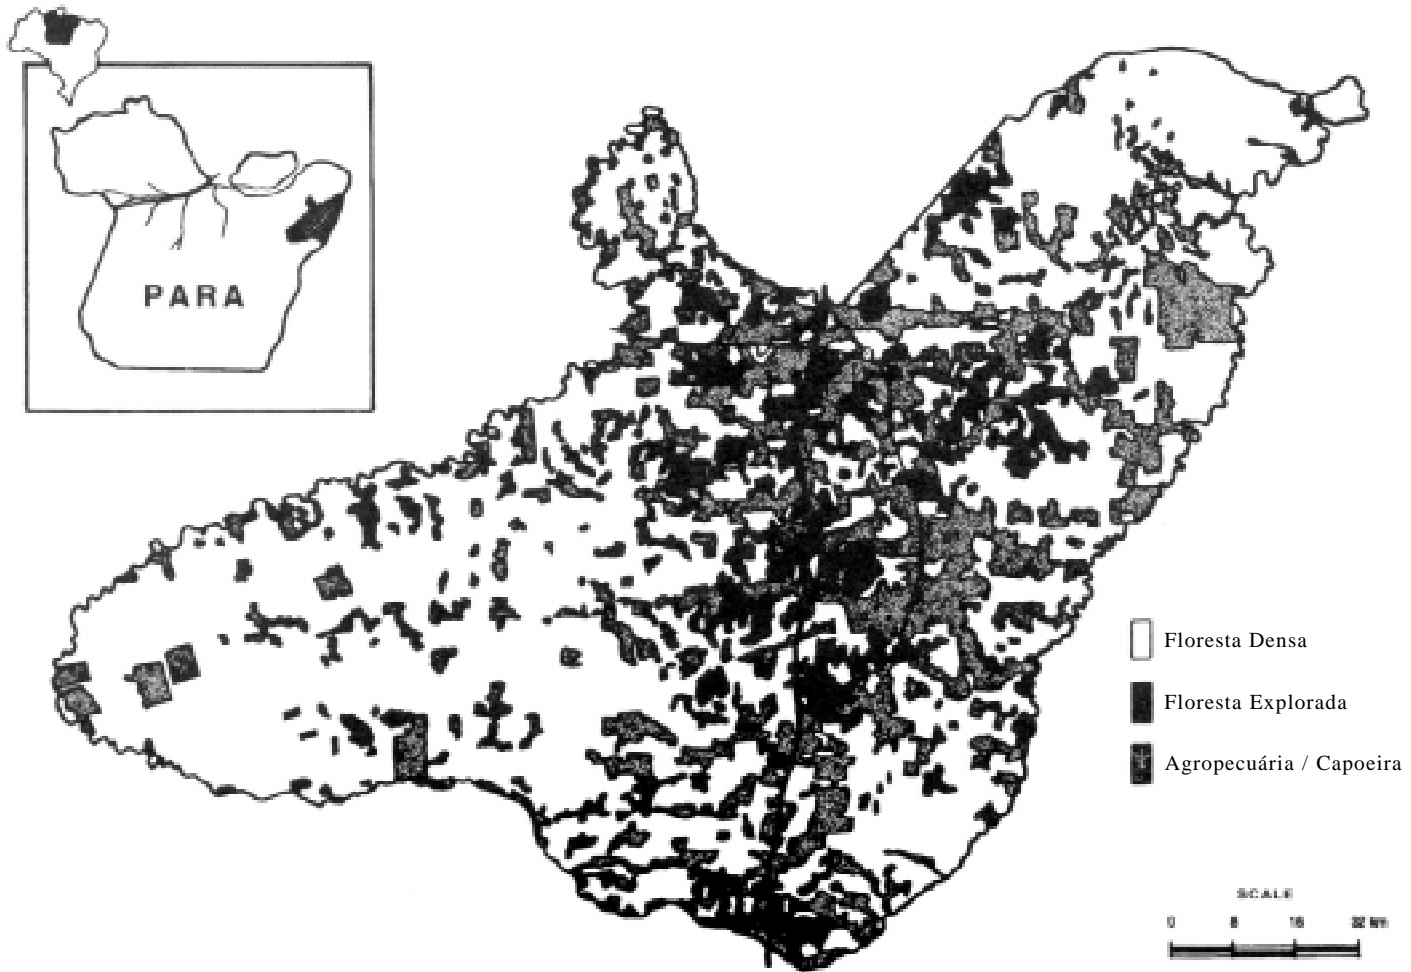 PARA
Floresta Densa
Floresta Explorada
Agropecuária / Capoeira
SCALE
0 8 16 32 km